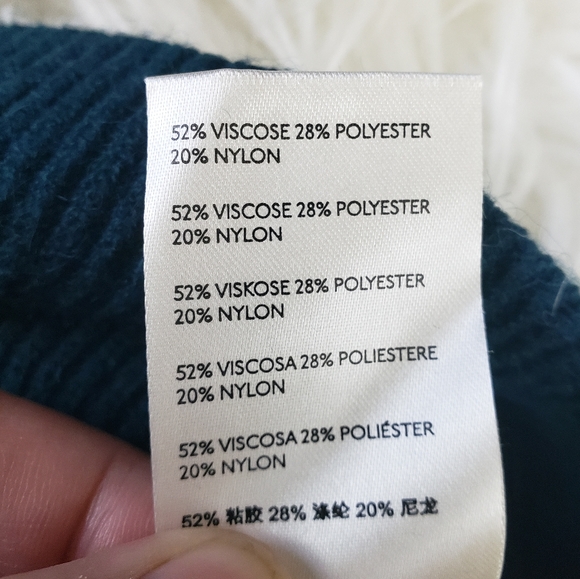 52% VISCOSE 28% POLYESTER
20% NYLON
52% VISCOSE 28% POLYESTER
20% NYLON
52% VISKOSE 28% POLYESTER
20% NYLON
52% VISCOSA 28% POLIESTERE
20% NYLON
52% VISCOSA 28% POLIÉSTER
20% NYLON
52% 粘胶 28% 涤纶 20% 尼龙